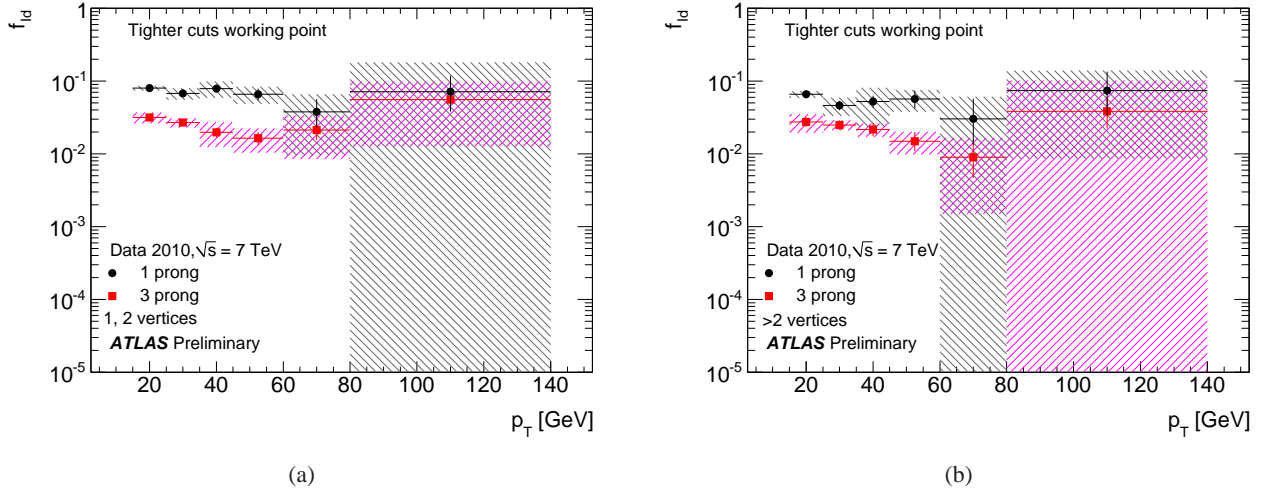 f_Id
1
10^-1
10^-2
10^-3
10^-4
10^-5
Tighter cuts working point
Data 2010, √s = 7 TeV
1 prong
3 prong
1, 2 vertices
ATLAS Preliminary
20 40 60 80 100 120 140
p_T [GeV]
(a)
f_Id
1
10^-1
10^-2
10^-3
10^-4
10^-5
Tighter cuts working point
Data 2010, √s = 7 TeV
1 prong
3 prong
>2 vertices
ATLAS Preliminary
20 40 60 80 100 120 140
p_T [GeV]
(b)